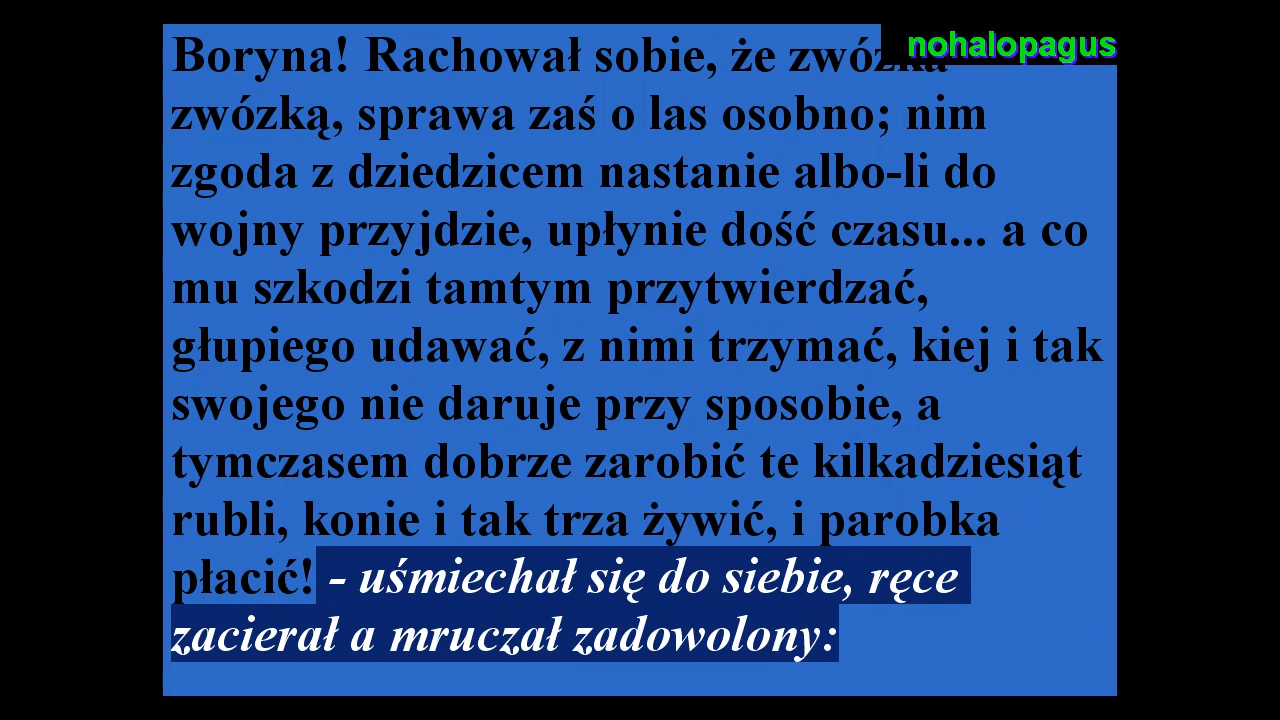 Boryna! Rachował sobie, że zwózka
nohalopagus
zwózką, sprawa zaś o las osobno; nim
zgoda z dziedzicem nastanie albo-li do
wojny przyjdzie, upłynie dość czasu... a co
mu szkodzi tamtym przytwierdzać,
głupiego udawać, z nimi trzymać, kiej i tak
swojego nie daruje przy sposobie, a
tymczasem dobrze zarobić te kilkadziesiąt
rubli, konie i tak trza żywić, i parobka
płacić! - uśmiechał się do siebie, ręce
zacierał a mruczał zadowolony: